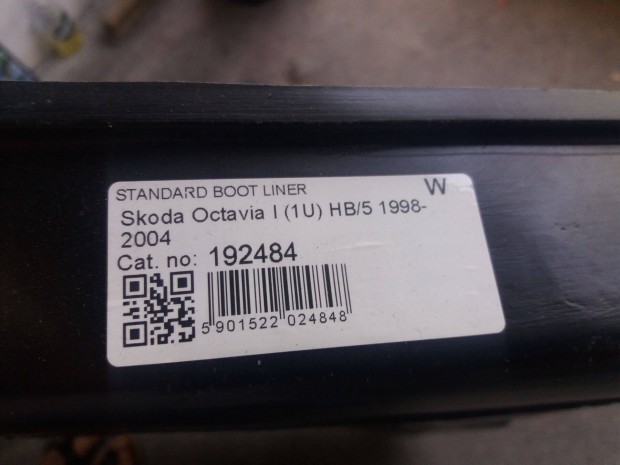 STANDARD BOOT LINER W
Skoda Octavia I (1U) HB/5 1998-
2004
Cat. no: 192484
5 901522 024848